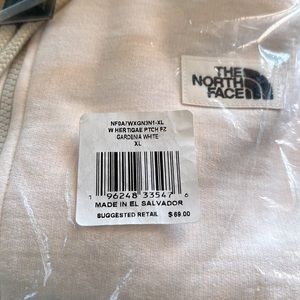 THE
NORTH
FACE
NF0A7WXGN3N1-XL
W HERTIGAE PTCH FZ
GARDENIA WHITE
XL
1 96248 33547 6
MADE IN EL SALVADOR
SUGGESTED RETAIL $ 69.00